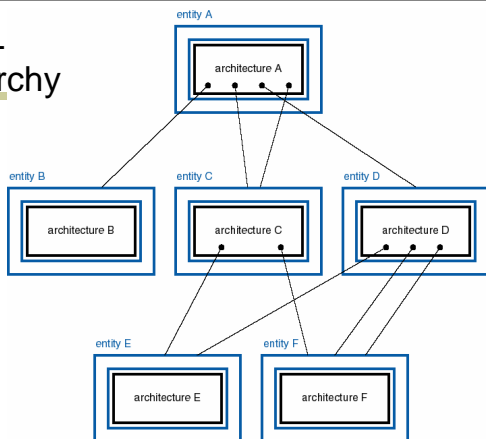 entity A
rchy
architecture A
entity B
entity C
entity D
architecture B
architecture C
architecture D
entity E
entity F
architecture E
architecture F